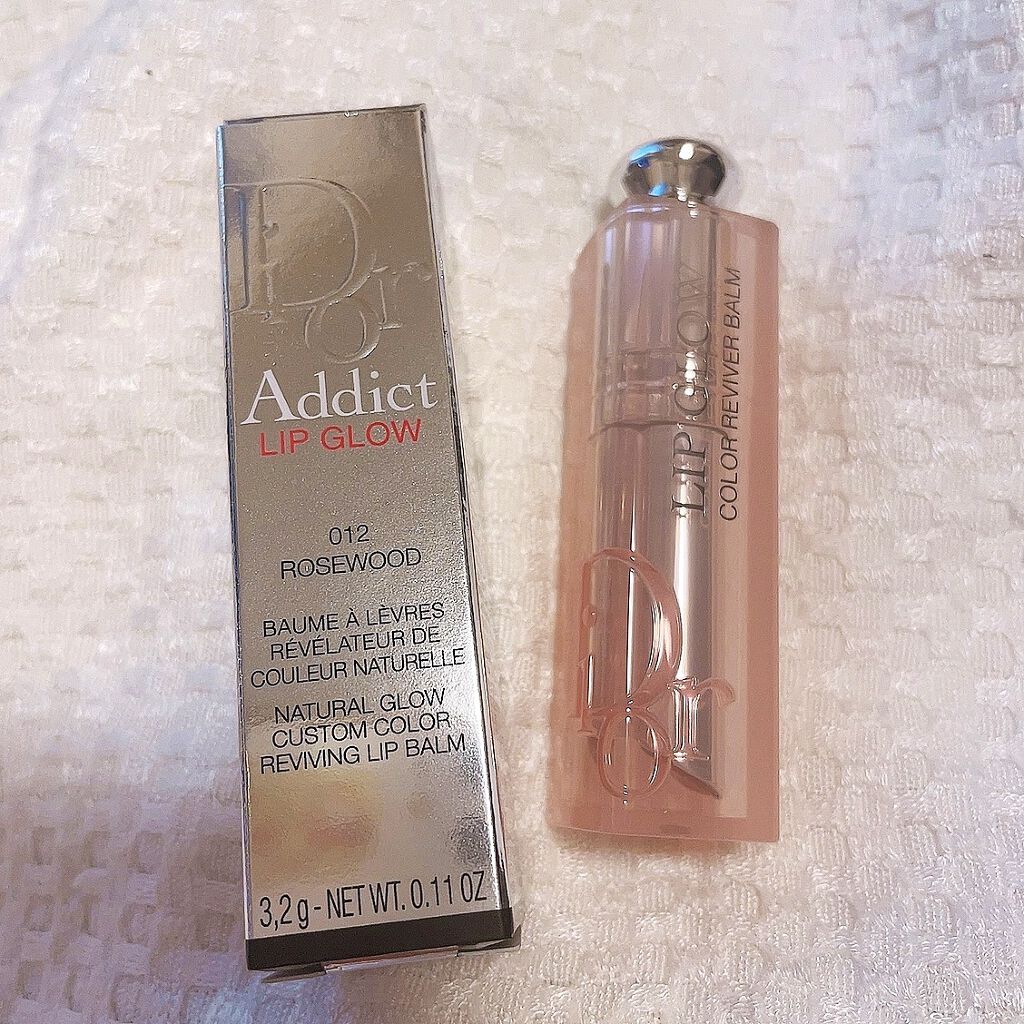 Dior
Addict
LIP GLOW
012
ROSEWOOD
BAUME À LÈVRES
RÉVÉLATEUR DE
COULEUR NATURELLE
NATURAL GLOW
CUSTOM COLOR
REVIVING LIP BALM
3,2 g - NET WT. 0.11 OZ
LIP GLOW
COLOR REVIVER BALM
Dior